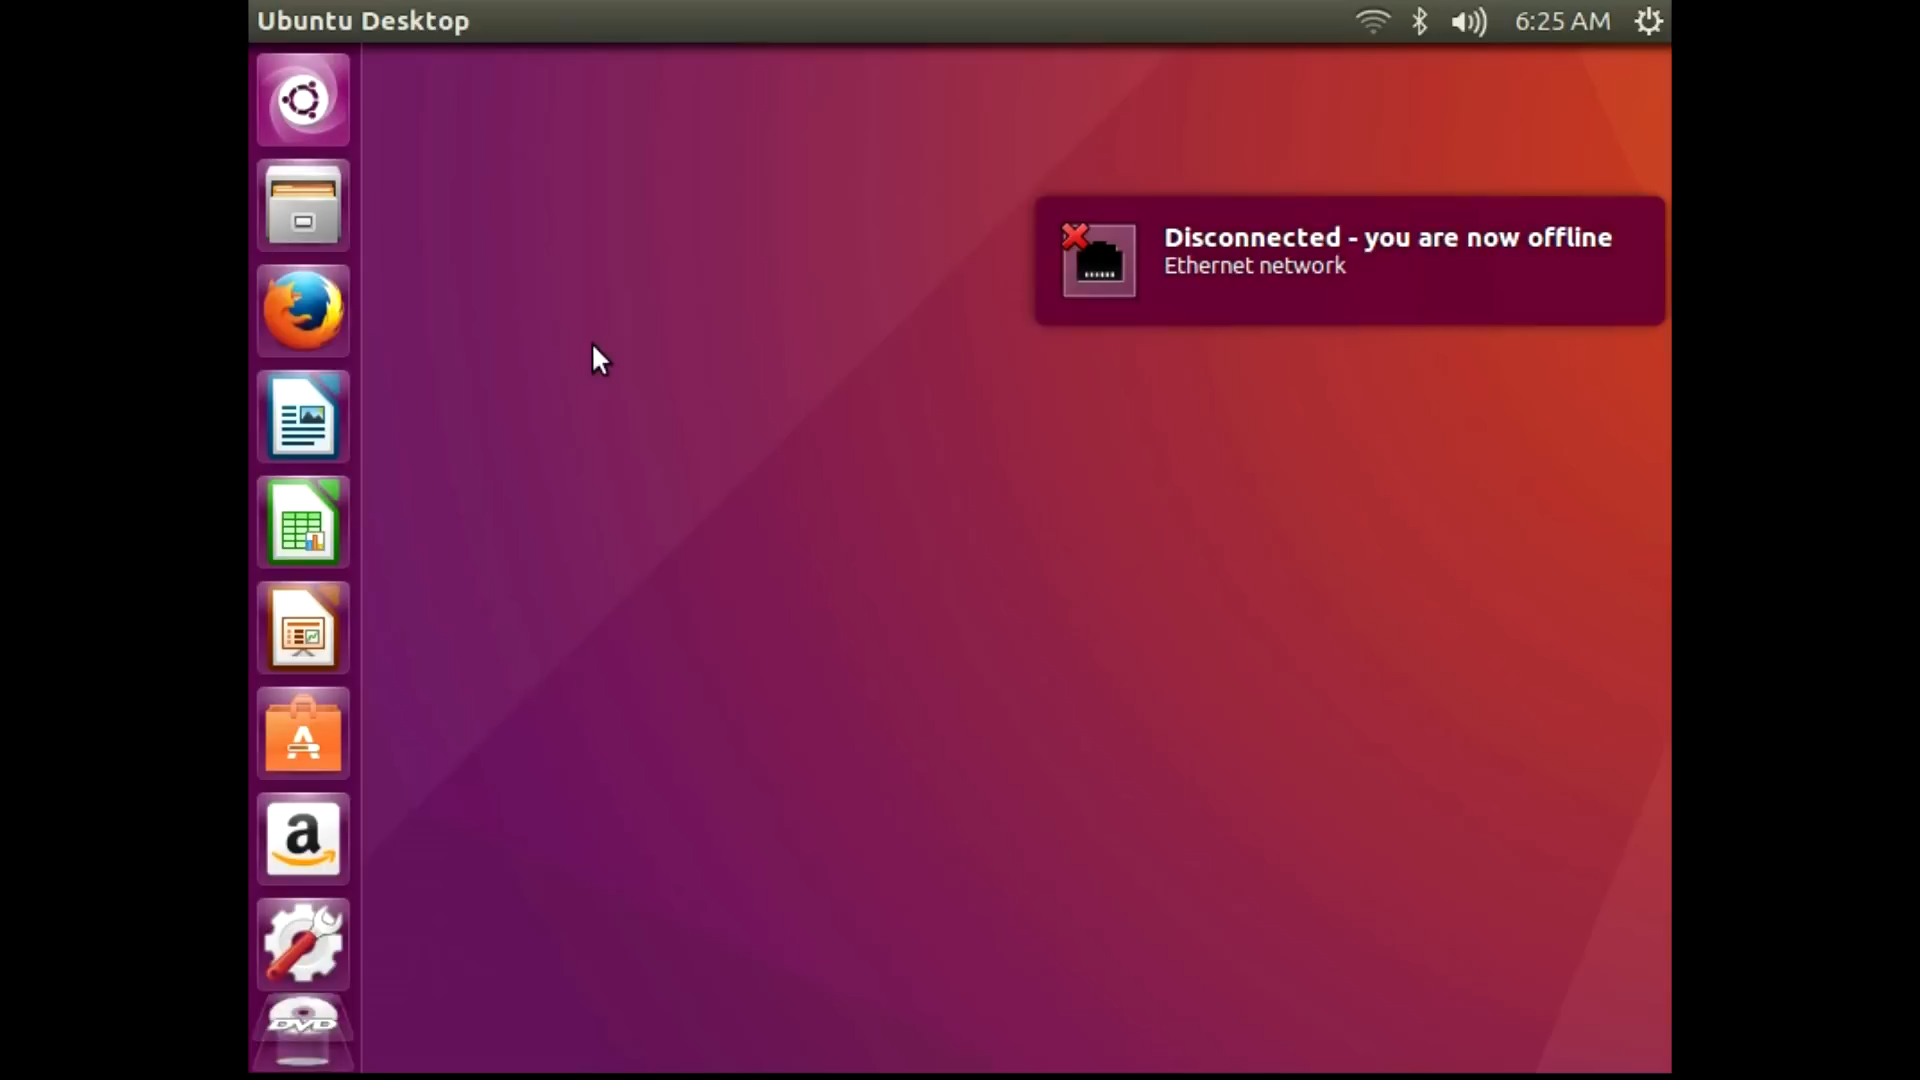 Ubuntu Desktop
6:25 AM
Disconnected - you are now offline
Ethernet network
A
a
DVD